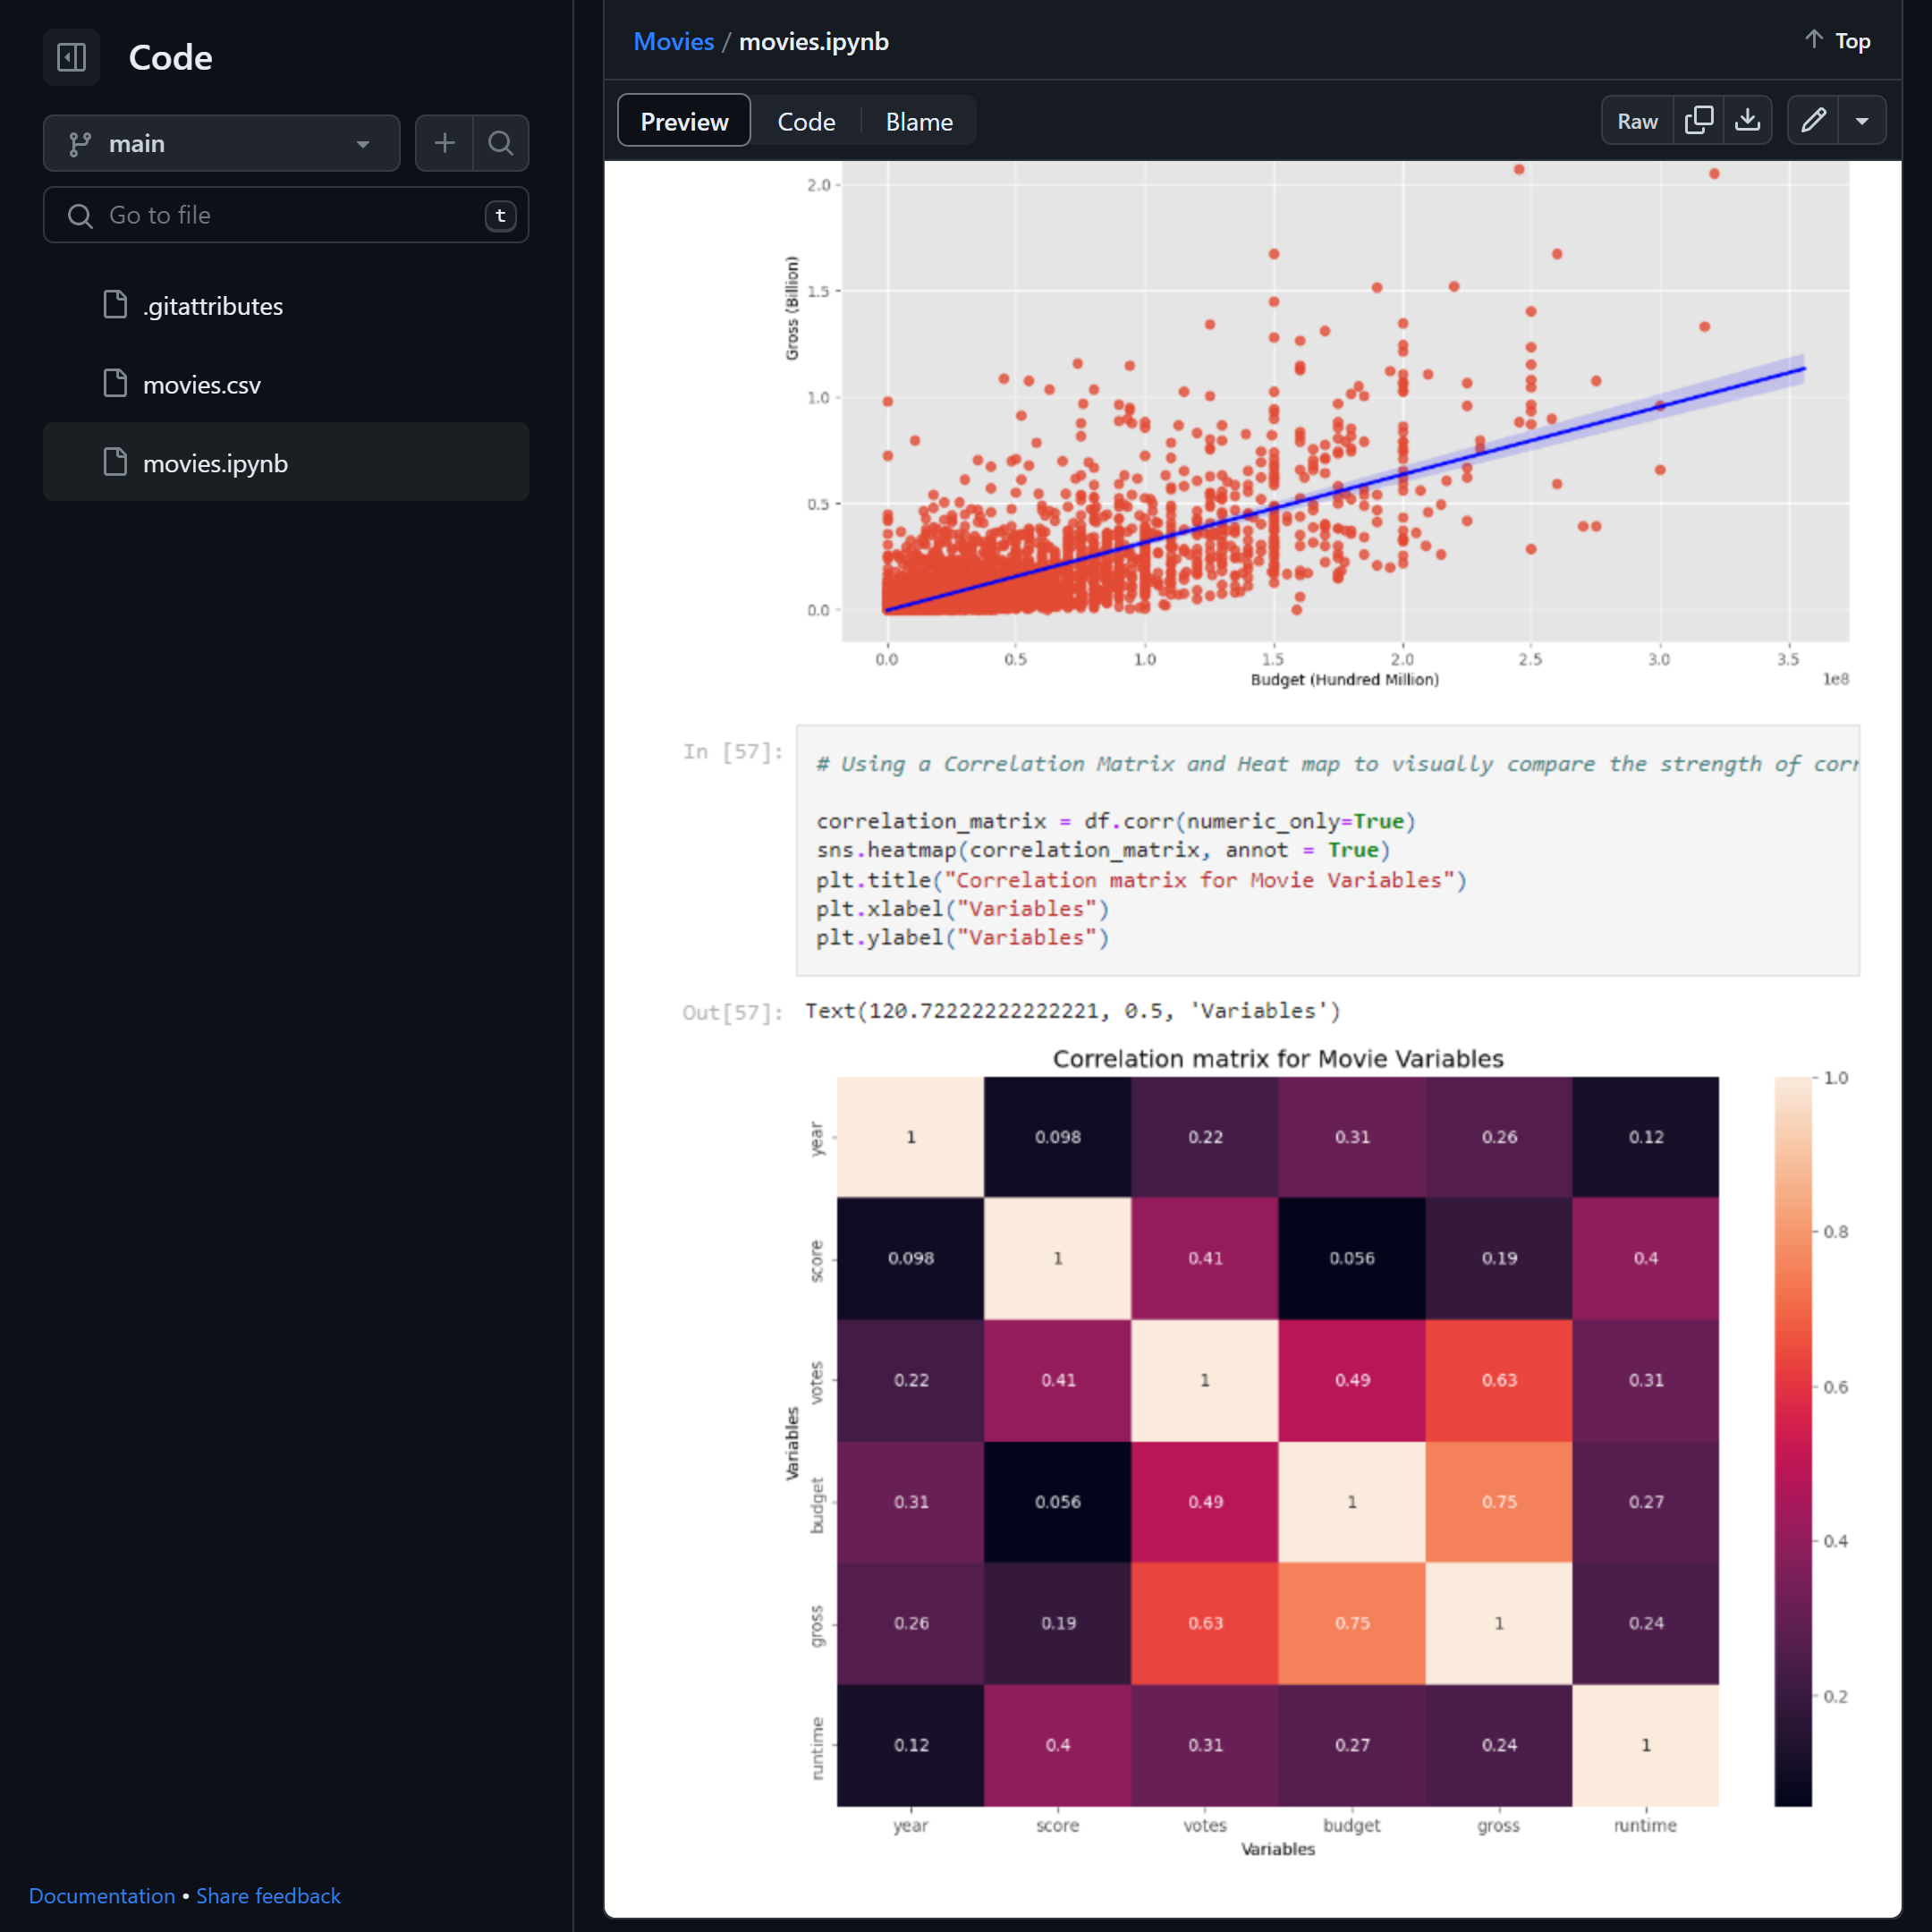 Code
main
Go to file
t
.gitattributes
movies.csv
movies.ipynb
Documentation • Share feedback
Movies / movies.ipynb
Top
Preview
Code
Blame
Raw
2.0
1.5
1.0
0.5
0.0
Gross (Billion)
0.0 0.5 1.0 1.5 2.0 2.5 3.0 3.5
Budget (Hundred Million)
1e8
In [57]:
# Using a Correlation Matrix and Heat map to visually compare the strength of corr
correlation_matrix = df.corr(numeric_only=True)
sns.heatmap(correlation_matrix, annot = True)
plt.title("Correlation matrix for Movie Variables")
plt.xlabel("Variables")
plt.ylabel("Variables")
Out[57]: Text(120.72222222222221, 0.5, 'Variables')
Correlation matrix for Movie Variables
year 1 0.098 0.22 0.31 0.26 0.12
score 0.098 1 0.41 0.056 0.19 0.4
votes 0.22 0.41 1 0.49 0.63 0.31
budget 0.31 0.056 0.49 1 0.75 0.27
gross 0.26 0.19 0.63 0.75 1 0.24
runtime 0.12 0.4 0.31 0.27 0.24 1
Variables
year score votes budget gross runtime
Variables
1.0
0.8
0.6
0.4
0.2